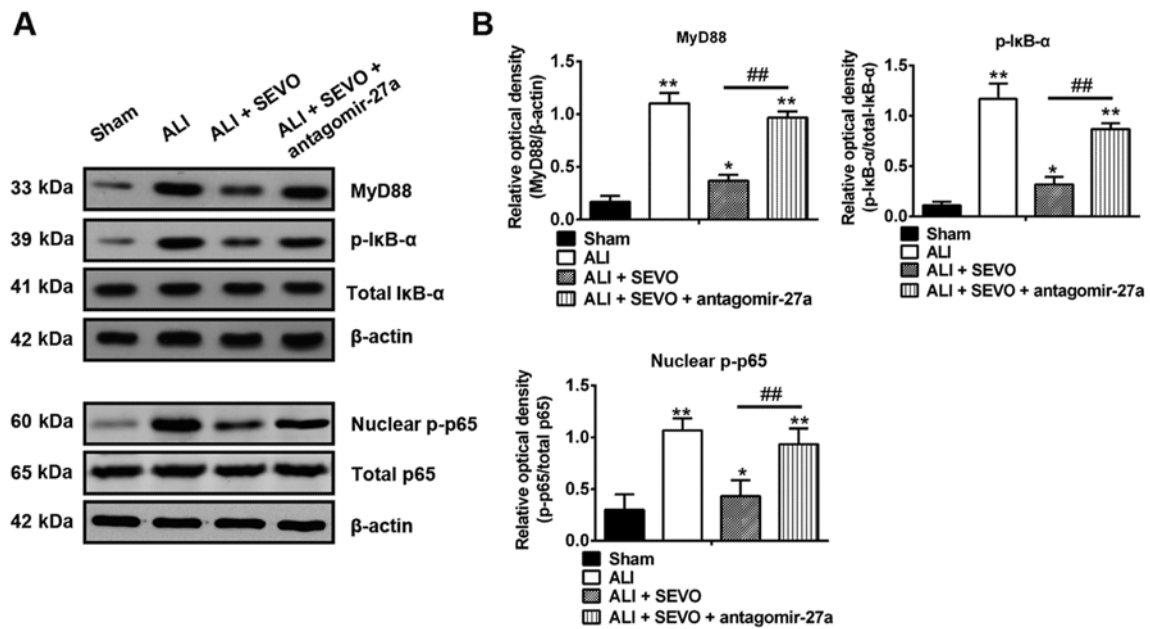 A
Sham
ALI
ALI + SEVO
ALI + SEVO +
antagomir-27a
33 kDa
MyD88
39 kDa
p-IκB-α
41 kDa
Total IκB-α
42 kDa
β-actin
60 kDa
Nuclear p-p65
65 kDa
Total p65
42 kDa
β-actin
B
MyD88
Relative optical density
(MyD88/β-actin)
1.5
1.0
0.5
0.0
**
*
##
**
Sham
ALI
ALI + SEVO
ALI + SEVO + antagomir-27a
p-IκB-α
Relative optical density
(p-IκB-α/total-IκB-α)
1.5
1.0
0.5
0.0
**
*
##
**
Sham
ALI
ALI + SEVO
ALI + SEVO + antagomir-27a
Nuclear p-p65
Relative optical density
(p-p65/total p65)
1.5
1.0
0.5
0.0
**
*
##
**
Sham
ALI
ALI + SEVO
ALI + SEVO + antagomir-27a